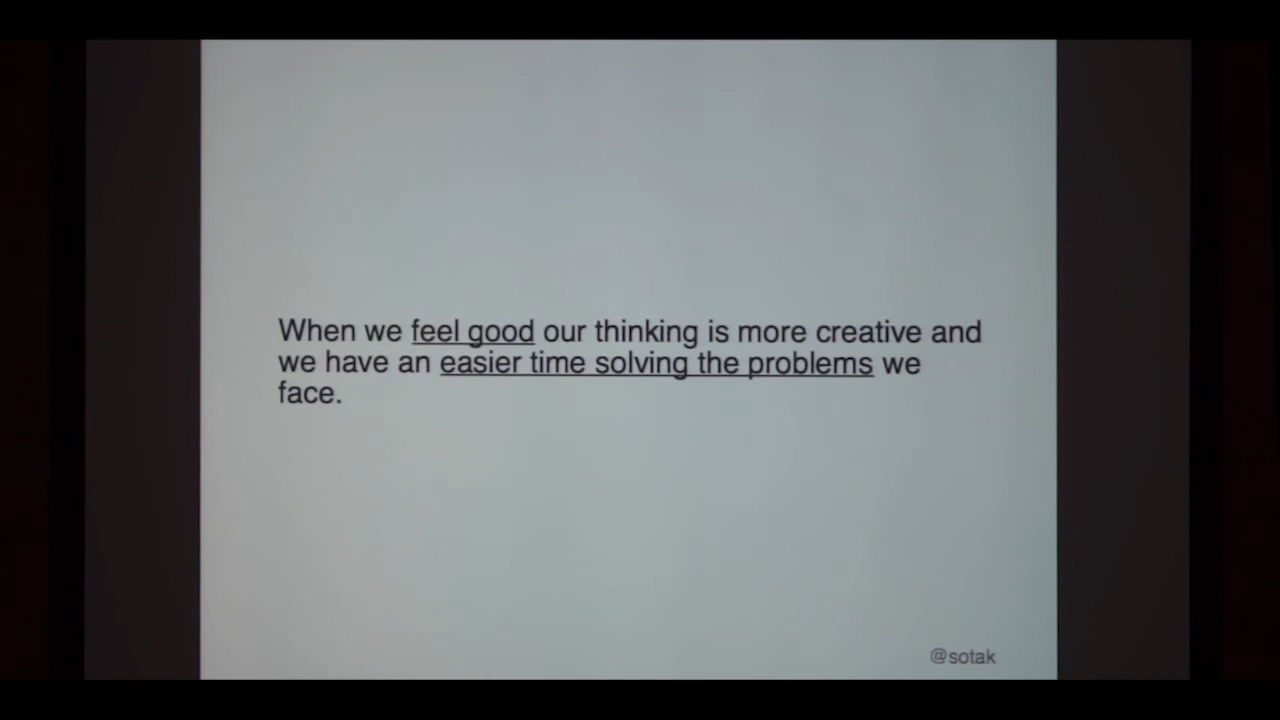 When we feel good our thinking is more creative and
we have an easier time solving the problems we
face.
@sotak